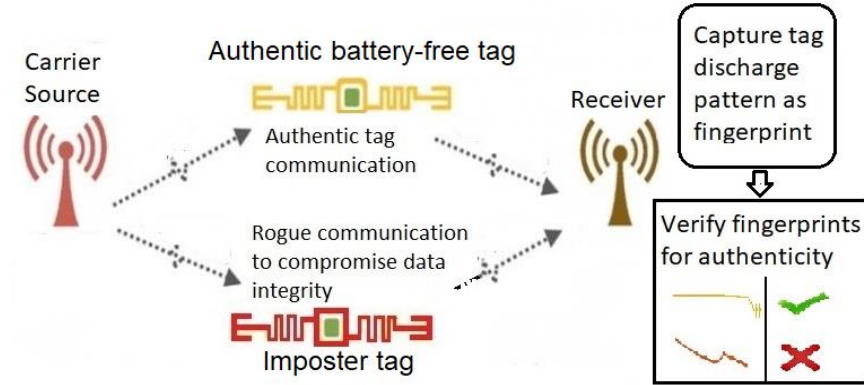 Carrier
Source
Authentic battery-free tag
Authentic tag
communication
Rogue communication
to compromise data
integrity
Imposter tag
Receiver
Capture tag
discharge
pattern as
fingerprint
Verify fingerprints
for authenticity